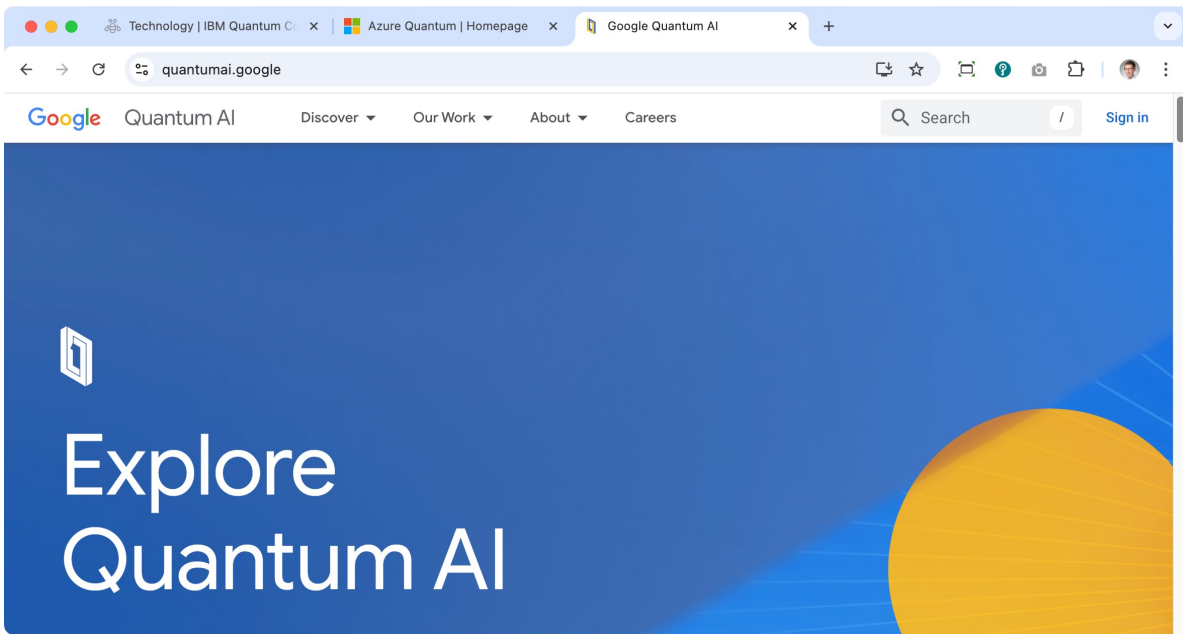 Technology | IBM Quantum C
Azure Quantum | Homepage
Google Quantum AI
quantumai.google
Google Quantum AI
Discover
Our Work
About
Careers
Search
/
Sign in
Explore
Quantum AI